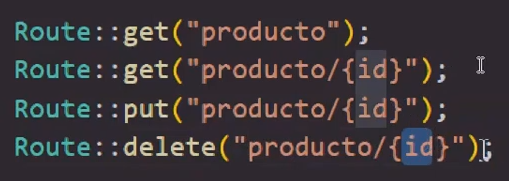 Route::get("producto");
Route::get("producto/{id}");
Route::put("producto/{id}");
Route::delete("producto/{id}");